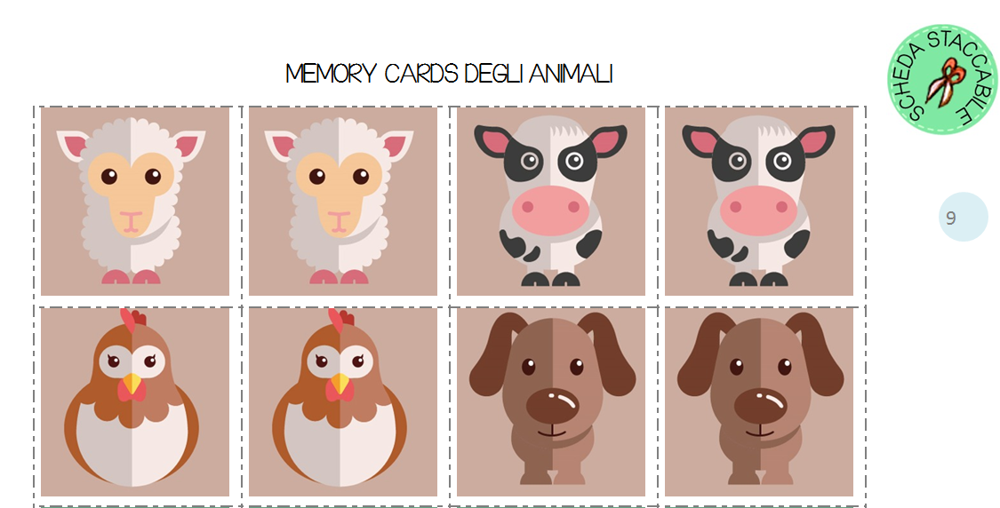 MEMORY CARDS DEGLI ANIMALI
SCHEDA STACCABILE
9